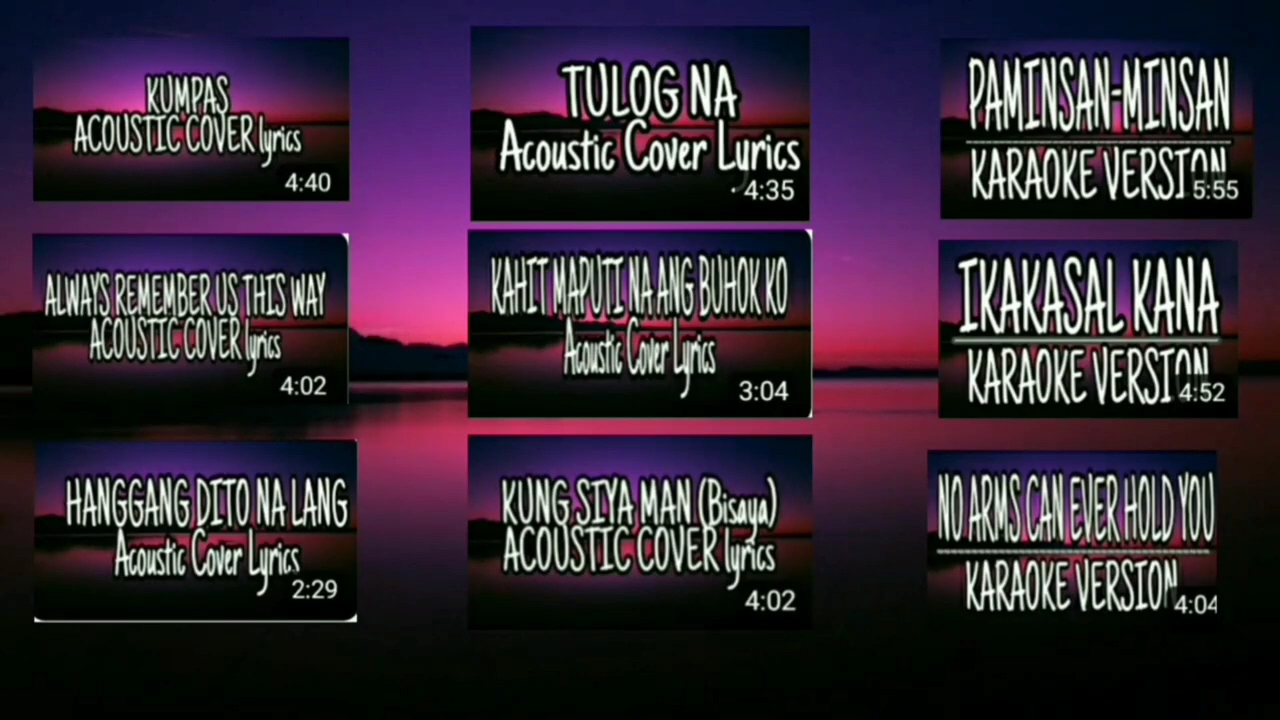 KUMPAS
ACOUSTIC COVER lyrics
4:40
TULOG NA
Acoustic Cover Lyrics
4:35
PAMINSAN-MINSAN
KARAOKE VERSION
5:55
ALWAYS REMEMBER US THIS WAY
ACOUSTIC COVER lyrics
4:02
KAHIT MAPUTI NA ANG BUHOK KO
Acoustic Cover Lyrics
3:04
IKAKASAL KANA
KARAOKE VERSION
4:52
HANGGANG DITO NA LANG
Acoustic Cover Lyrics
2:29
KUNG SIYA MAN (Bisaya)
ACOUSTIC COVER lyrics
4:02
NO ARMS CAN EVER HOLD YOU
KARAOKE VERSION
4:04